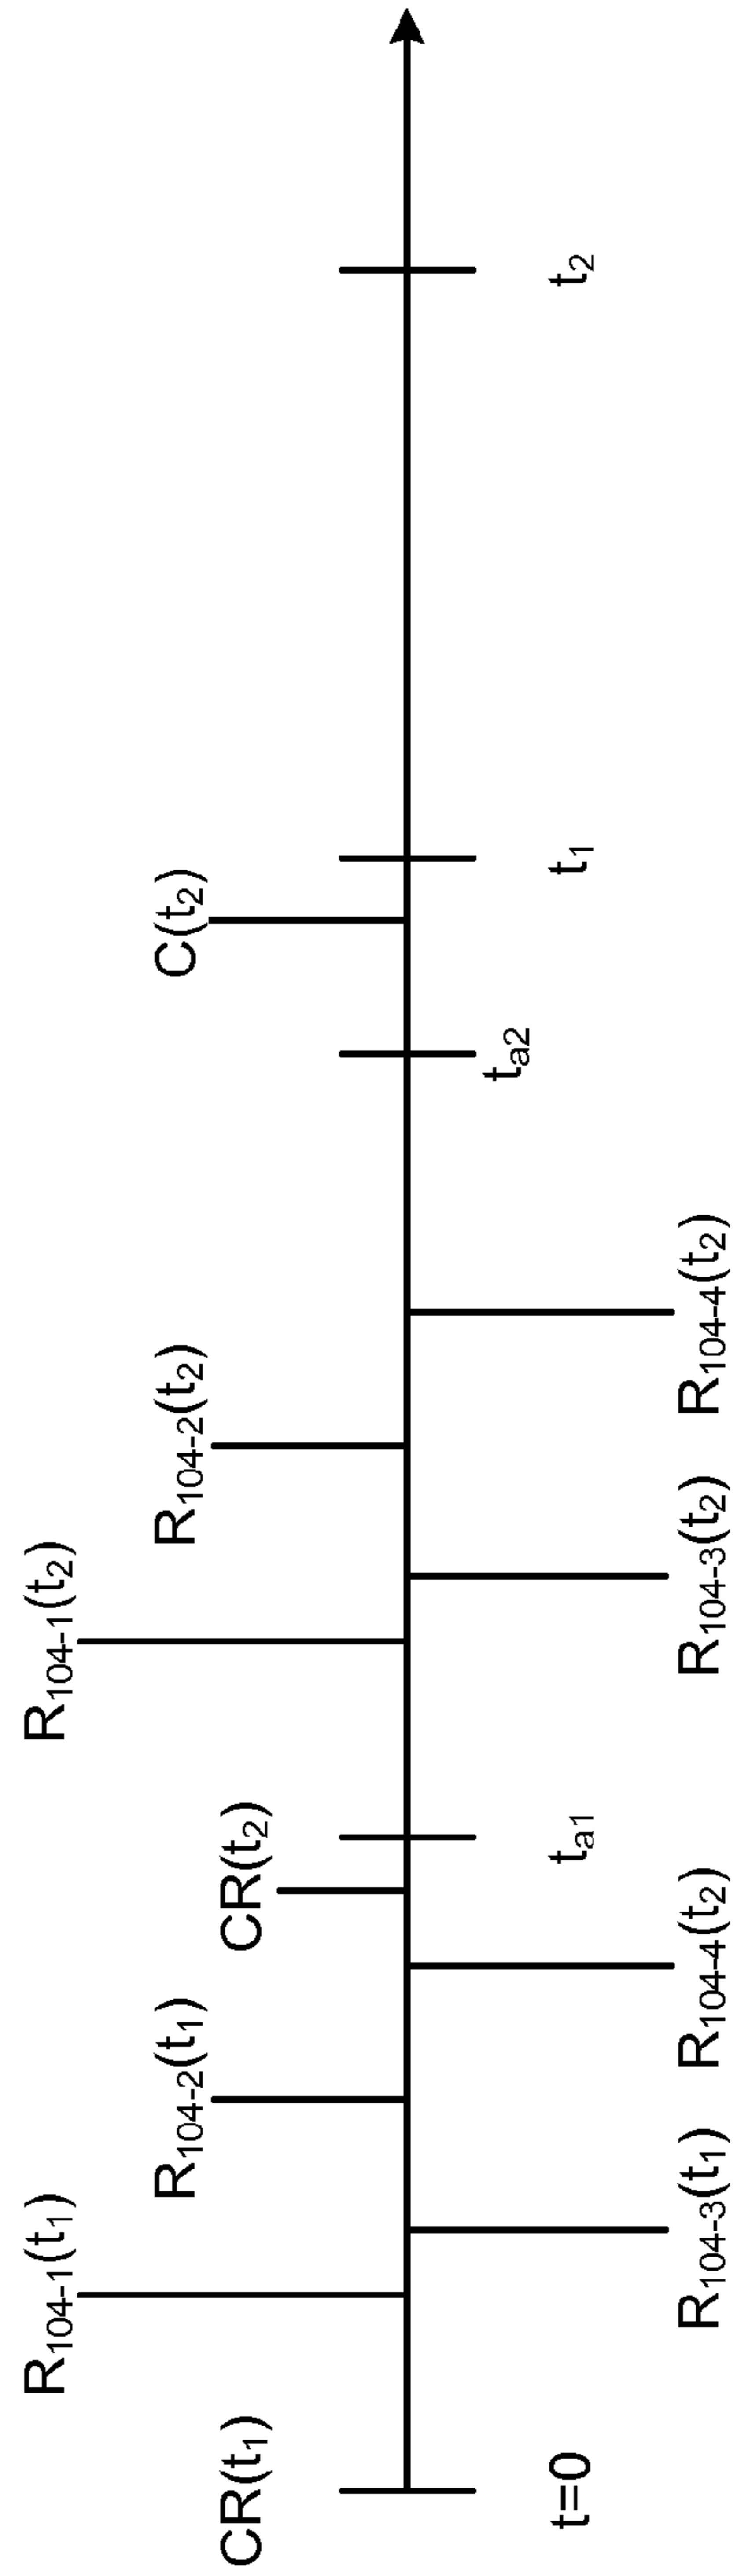 CR(t1)
t=0
R104-1(t1)
R104-3(t1)
R104-2(t1)
R104-4(t2)
CR(t2)
ta1
R104-1(t2)
R104-3(t2)
R104-2(t2)
R104-4(t2)
ta2
C(t2)
t1
t2